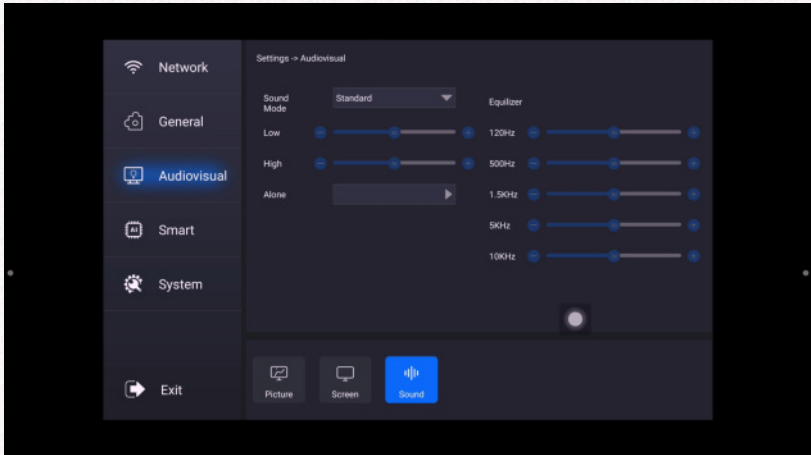 Network
General
Audiovisual
Smart
System
Exit
Settings -> Audiovisual
Sound
Mode
Standard
Low
High
Alone
Equilizer
120Hz
500Hz
1.5KHz
5KHz
10KHz
Picture
Screen
Sound
AI